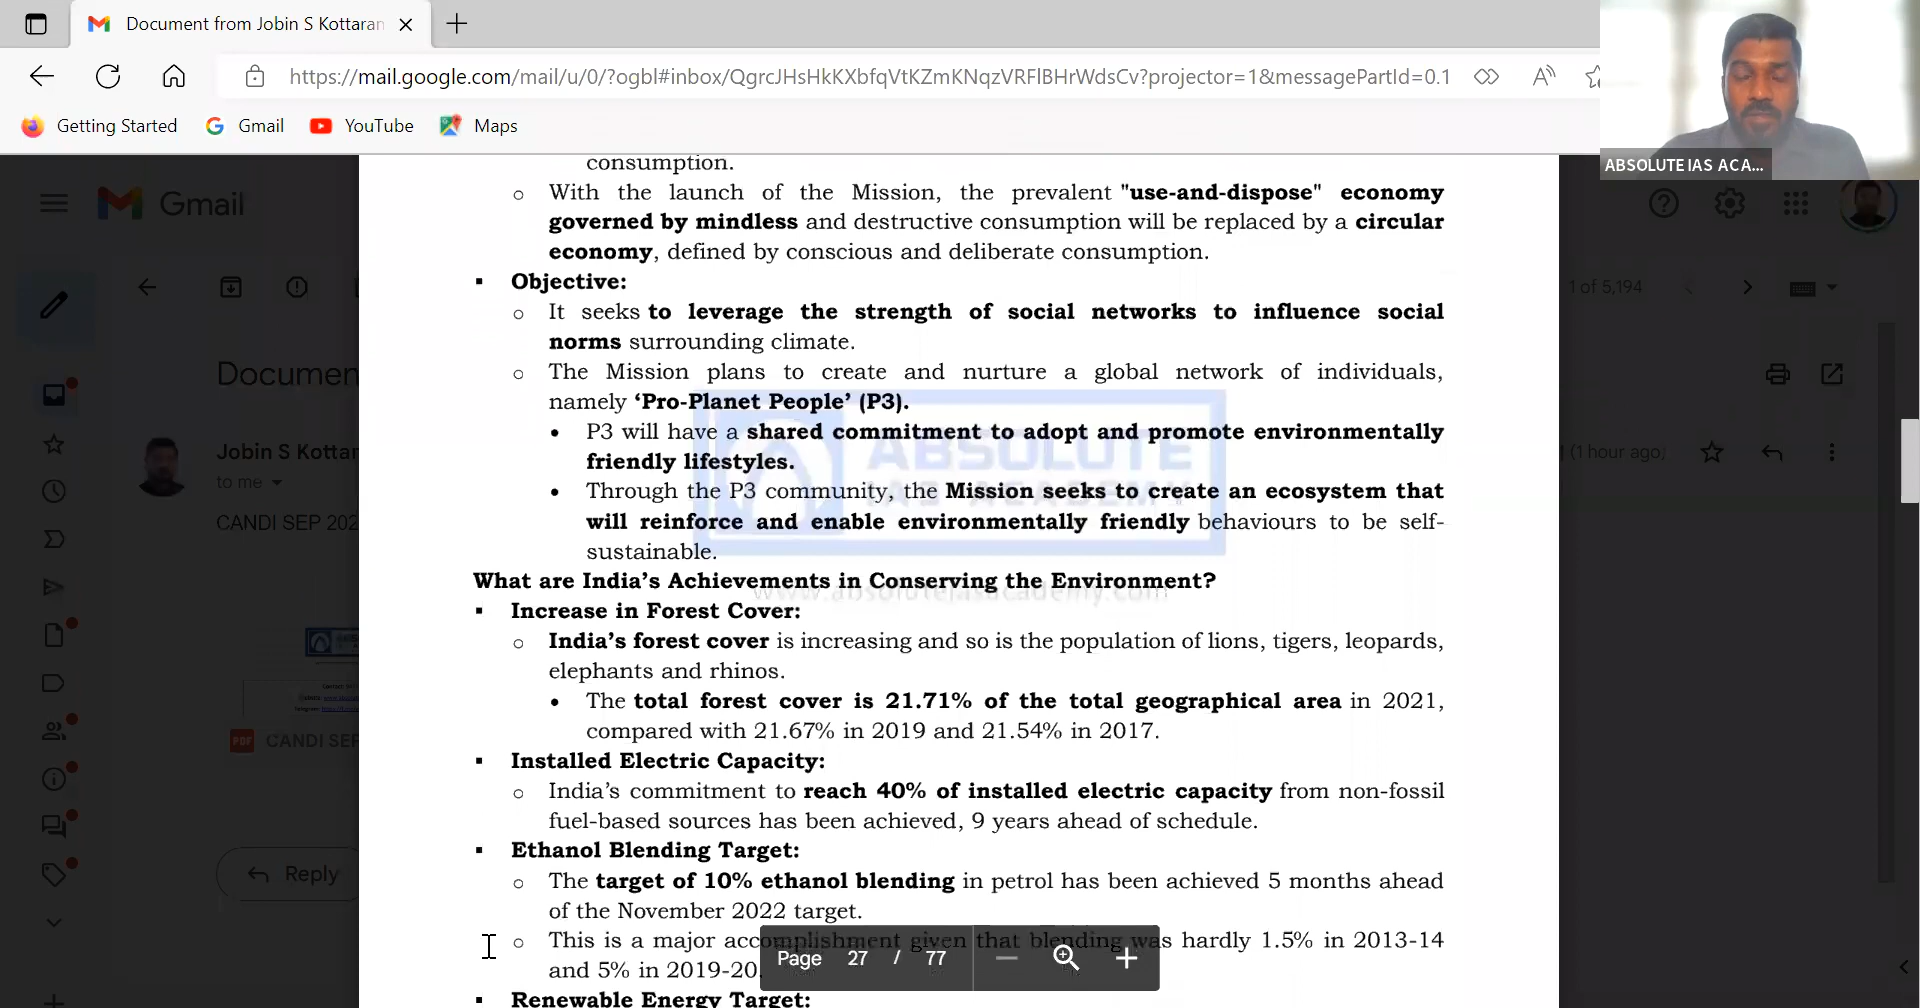 Document from Jobin S Kottaran
https://mail.google.com/mail/u/0/?ogbl#inbox/QgrcJHsHkKXbfqVtKZmKNqzVRFlBHrWdsCv?projector=1&messagePartId=0.1
Getting Started Gmail YouTube Maps
ABSOLUTE IAS ACA...
Gmail
1 of 5,194
Documen
Jobin S Kottar
to me
(1 hour ago)
CANDI SEP 202
PDF CANDI SEP
Reply
consumption.
o With the launch of the Mission, the prevalent "use-and-dispose" economy
governed by mindless and destructive consumption will be replaced by a circular
economy, defined by conscious and deliberate consumption.
▪ Objective:
o It seeks to leverage the strength of social networks to influence social
norms surrounding climate.
o The Mission plans to create and nurture a global network of individuals,
namely ‘Pro-Planet People’ (P3).
• P3 will have a shared commitment to adopt and promote environmentally
friendly lifestyles.
• Through the P3 community, the Mission seeks to create an ecosystem that
will reinforce and enable environmentally friendly behaviours to be self-
sustainable.
ABSOLUTE
IAS ACADEMY
www.absoluteiasacademy.com
What are India’s Achievements in Conserving the Environment?
▪ Increase in Forest Cover:
o India’s forest cover is increasing and so is the population of lions, tigers, leopards,
elephants and rhinos.
• The total forest cover is 21.71% of the total geographical area in 2021,
compared with 21.67% in 2019 and 21.54% in 2017.
▪ Installed Electric Capacity:
o India’s commitment to reach 40% of installed electric capacity from non-fossil
fuel-based sources has been achieved, 9 years ahead of schedule.
▪ Ethanol Blending Target:
o The target of 10% ethanol blending in petrol has been achieved 5 months ahead
of the November 2022 target.
o This is a major accomplishment given that blending was hardly 1.5% in 2013-14
and 5% in 2019-20.
▪ Renewable Energy Target:
Page 27 / 77